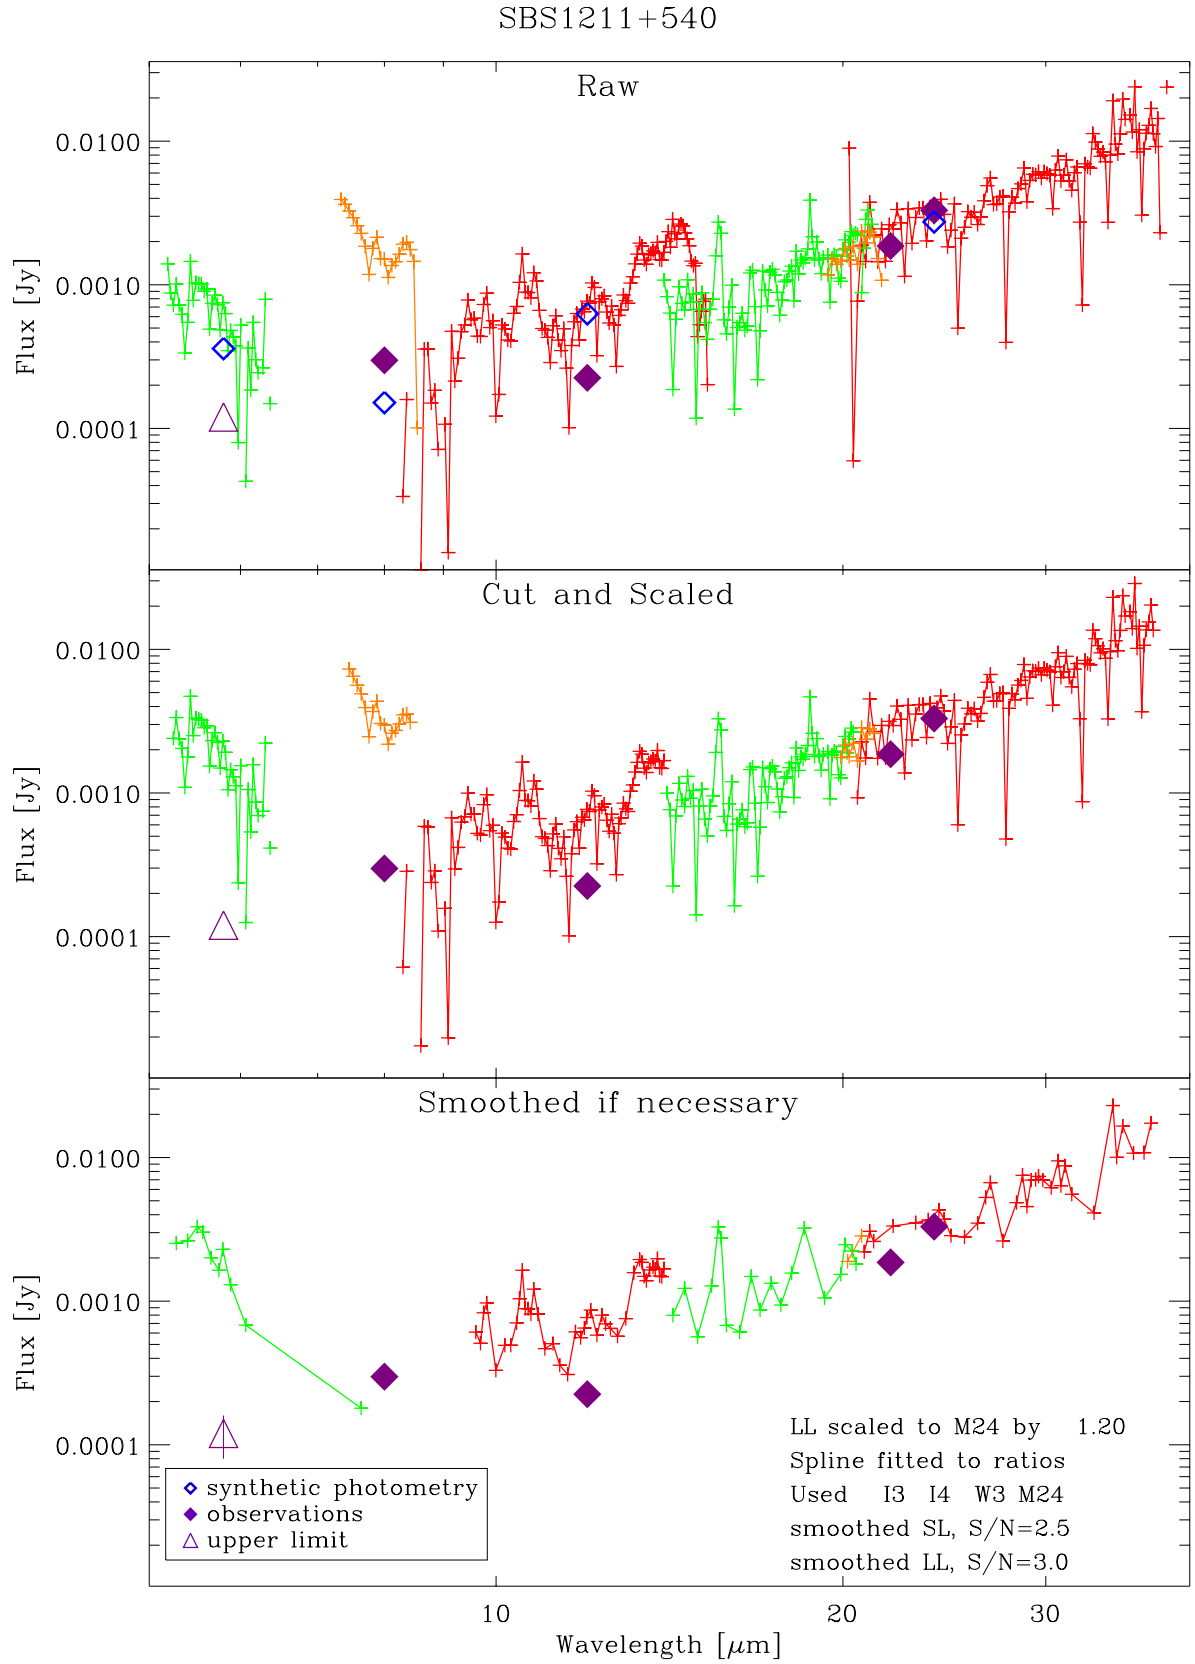 SBS1211+540
Raw
0.0100
0.0010
0.0001
Flux [Jy]
Cut and Scaled
0.0100
0.0010
0.0001
Flux [Jy]
Smoothed if necessary
0.0100
0.0010
0.0001
Flux [Jy]
LL scaled to M24 by 1.20
Spline fitted to ratios
Used I3 I4 W3 M24
smoothed SL, S/N=2.5
smoothed LL, S/N=3.0
synthetic photometry
observations
upper limit
10 20 30
Wavelength [μm]